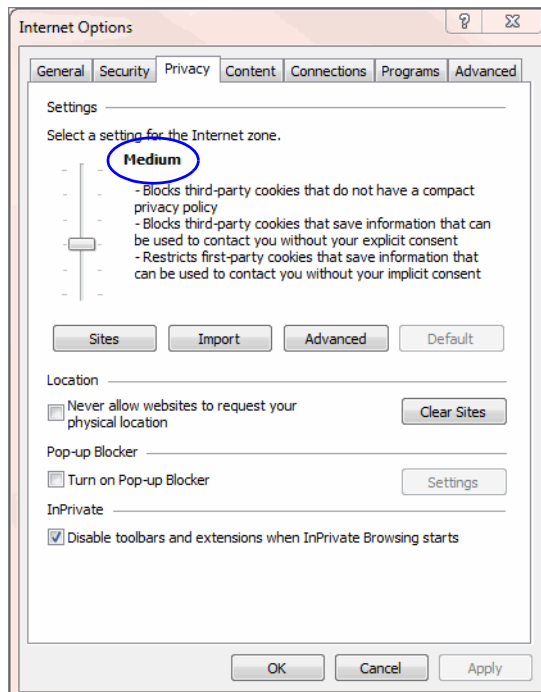 Internet Options
?
General Security Privacy Content Connections Programs Advanced
Settings
Select a setting for the Internet zone.
Medium
- Blocks third-party cookies that do not have a compact
privacy policy
- Blocks third-party cookies that save information that can
be used to contact you without your explicit consent
- Restricts first-party cookies that save information that
can be used to contact you without your implicit consent
Sites Import Advanced Default
Location
Never allow websites to request your
physical location
Clear Sites
Pop-up Blocker
Turn on Pop-up Blocker
Settings
InPrivate
Disable toolbars and extensions when InPrivate Browsing starts
OK Cancel Apply